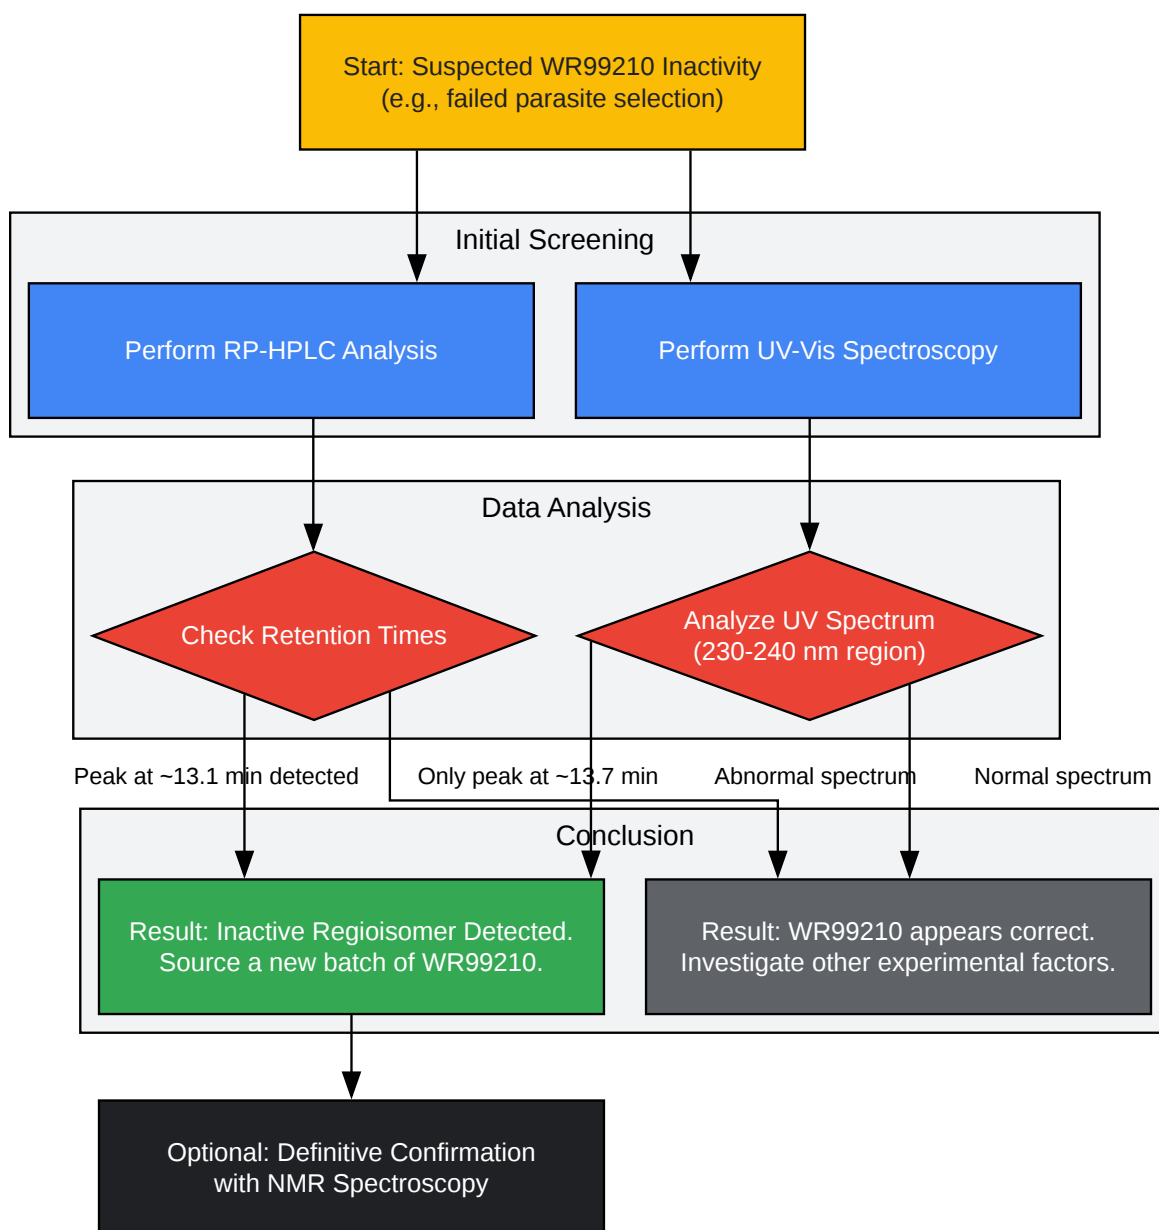 Start: Suspected WR99210 Inactivity
(e.g., failed parasite selection)
Initial Screening
Perform RP-HPLC Analysis
Perform UV-Vis Spectroscopy
Data Analysis
Check Retention Times
Analyze UV Spectrum
(230-240 nm region)
Peak at ~13.1 min detected
Only peak at ~13.7 min
Abnormal spectrum
Normal spectrum
Conclusion
Result: Inactive Regioisomer Detected.
Source a new batch of WR99210.
Result: WR99210 appears correct.
Investigate other experimental factors.
Optional: Definitive Confirmation
with NMR Spectroscopy